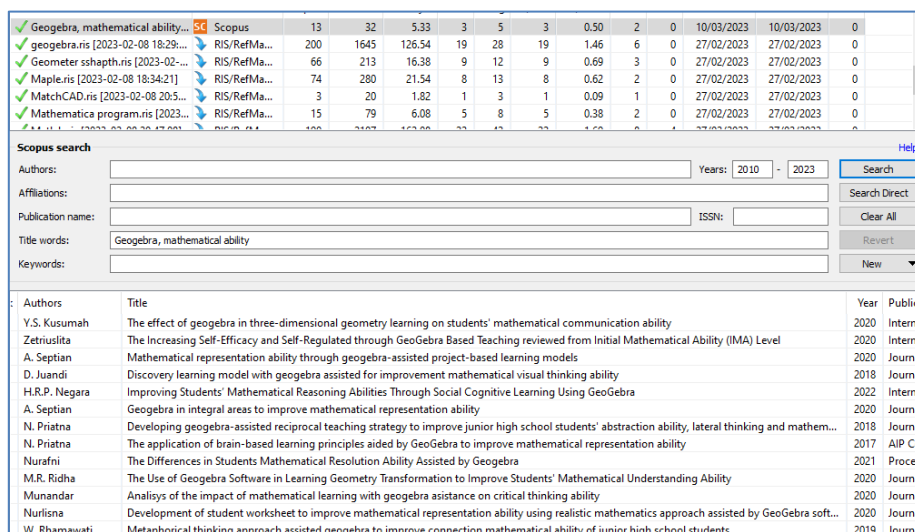 Geogebra, mathematical ability... SC Scopus 13 32 5.33 3 5 3 0.50 2 0 10/03/2023 10/03/2023 0
geogebra.ris [2023-02-08 18:29:... RIS/RefMa... 200 1645 126.54 19 28 19 1.46 6 0 27/02/2023 27/02/2023 0
Geometer sshapth.ris [2023-02-... RIS/RefMa... 66 213 16.38 9 12 9 0.69 3 0 27/02/2023 27/02/2023 0
Maple.ris [2023-02-08 18:34:21] RIS/RefMa... 74 280 21.54 8 13 8 0.62 2 0 27/02/2023 27/02/2023 0
MatchCAD.ris [2023-02-08 20:5... RIS/RefMa... 3 20 1.82 1 3 1 0.09 1 0 27/02/2023 27/02/2023 0
Mathematica program.ris [2023... RIS/RefMa... 15 79 6.08 5 8 5 0.38 2 0 27/02/2023 27/02/2023 0
Scopus search Help
Authors: Years: 2010 - 2023 Search
Affiliations: Search Direct
Publication name: ISSN: Clear All
Title words: Geogebra, mathematical ability Revert
Keywords: New
Authors Title Year Public
Y.S. Kusumah The effect of geogebra in three-dimensional geometry learning on students' mathematical communication ability 2020 Intern
Zetriuslita The Increasing Self-Efficacy and Self-Regulated through GeoGebra Based Teaching reviewed from Initial Mathematical Ability (IMA) Level 2020 Intern
A. Septian Mathematical representation ability through geogebra-assisted project-based learning models 2020 Journ
D. Juandi Discovery learning model with geogebra assisted for improvement mathematical visual thinking ability 2018 Journ
H.R.P. Negara Improving Students' Mathematical Reasoning Abilities Through Social Cognitive Learning Using GeoGebra 2022 Intern
A. Septian Geogebra in integral areas to improve mathematical representation ability 2020 Journ
N. Priatna Developing geogebra-assisted reciprocal teaching strategy to improve junior high school students' abstraction ability, lateral thinking and mathem... 2018 Journ
N. Priatna The application of brain-based learning principles aided by GeoGebra to improve mathematical representation ability 2017 AIP C
Nurafni The Differences in Students Mathematical Resolution Ability Assisted by Geogebra 2021 Proce
M.R. Ridha The Use of Geogebra Software in Learning Geometry Transformation to Improve Students' Mathematical Understanding Ability 2020 Journ
Munandar Analisys of the impact of mathematical learning with geogebra asistance on critical thinking ability 2020 Journ
Nurlisna Development of student worksheet to improve mathematical representation ability using realistic mathematics approach assisted by GeoGebra soft... 2020 Journ
W. Rhamawati Metaphorical thinking approach assisted geogebra to improve connection mathematical ability of junior high school students 2019 Journ